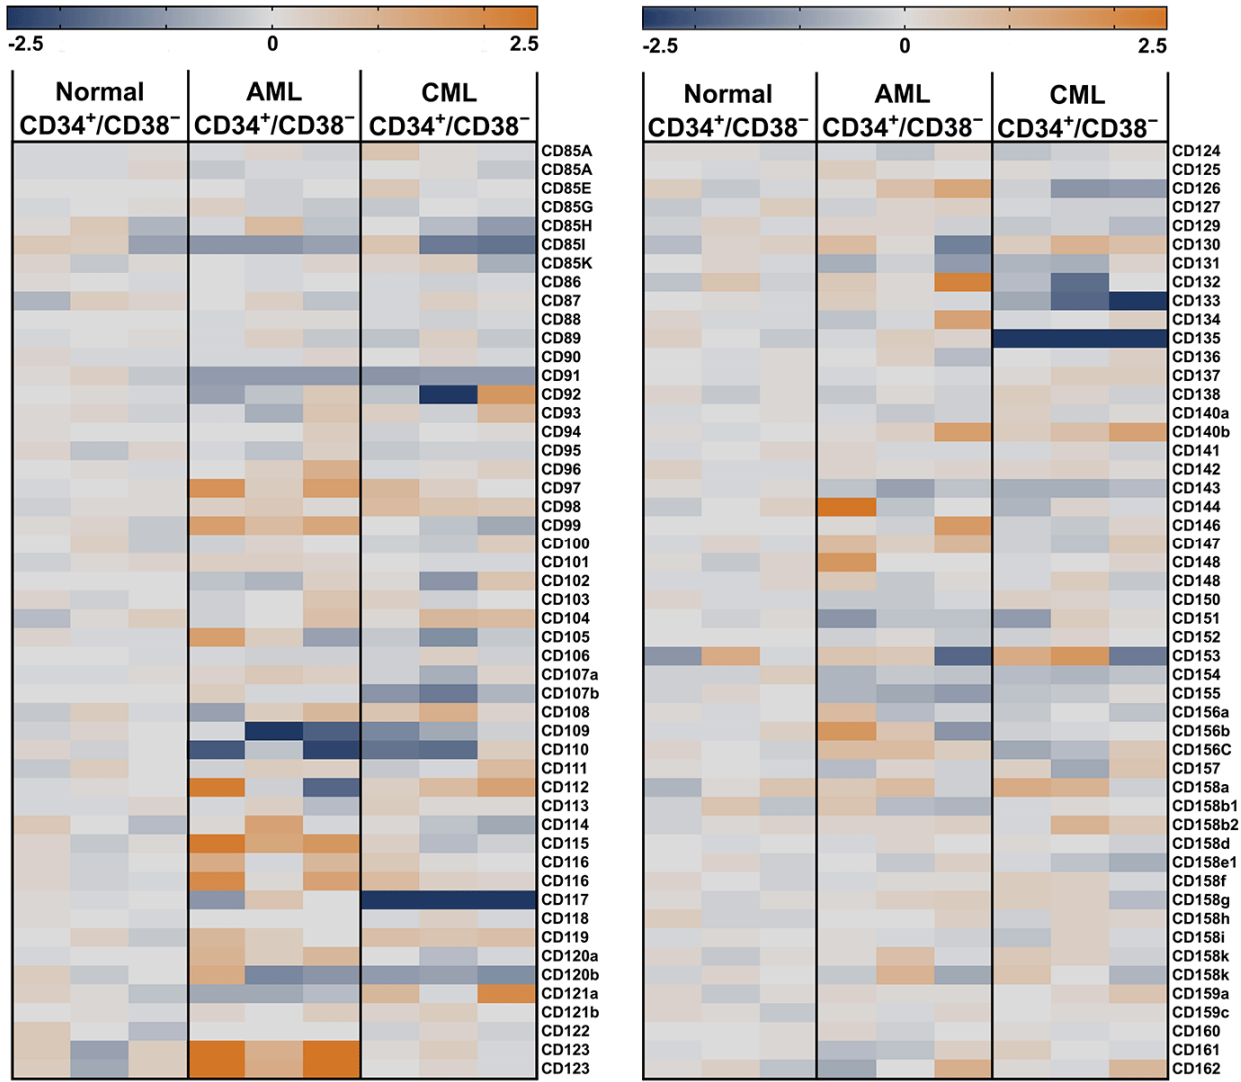 -2.5 0 2.5
Normal AML CML
CD34+/CD38− CD34+/CD38− CD34+/CD38−
CD85A
CD85A
CD85E
CD85G
CD85H
CD85I
CD85K
CD86
CD87
CD88
CD89
CD90
CD91
CD92
CD93
CD94
CD95
CD96
CD97
CD98
CD99
CD100
CD101
CD102
CD103
CD104
CD105
CD106
CD107a
CD107b
CD108
CD109
CD110
CD111
CD112
CD113
CD114
CD115
CD116
CD116
CD117
CD118
CD119
CD120a
CD120b
CD121a
CD121b
CD122
CD123
CD123
-2.5 0 2.5
Normal AML CML
CD34+/CD38− CD34+/CD38− CD34+/CD38−
CD124
CD125
CD126
CD127
CD129
CD130
CD131
CD132
CD133
CD134
CD135
CD136
CD137
CD138
CD140a
CD140b
CD141
CD142
CD143
CD144
CD146
CD147
CD148
CD148
CD150
CD151
CD152
CD153
CD154
CD155
CD156a
CD156b
CD156C
CD157
CD158a
CD158b1
CD158b2
CD158d
CD158e1
CD158f
CD158g
CD158h
CD158i
CD158k
CD158k
CD159a
CD159c
CD160
CD161
CD162